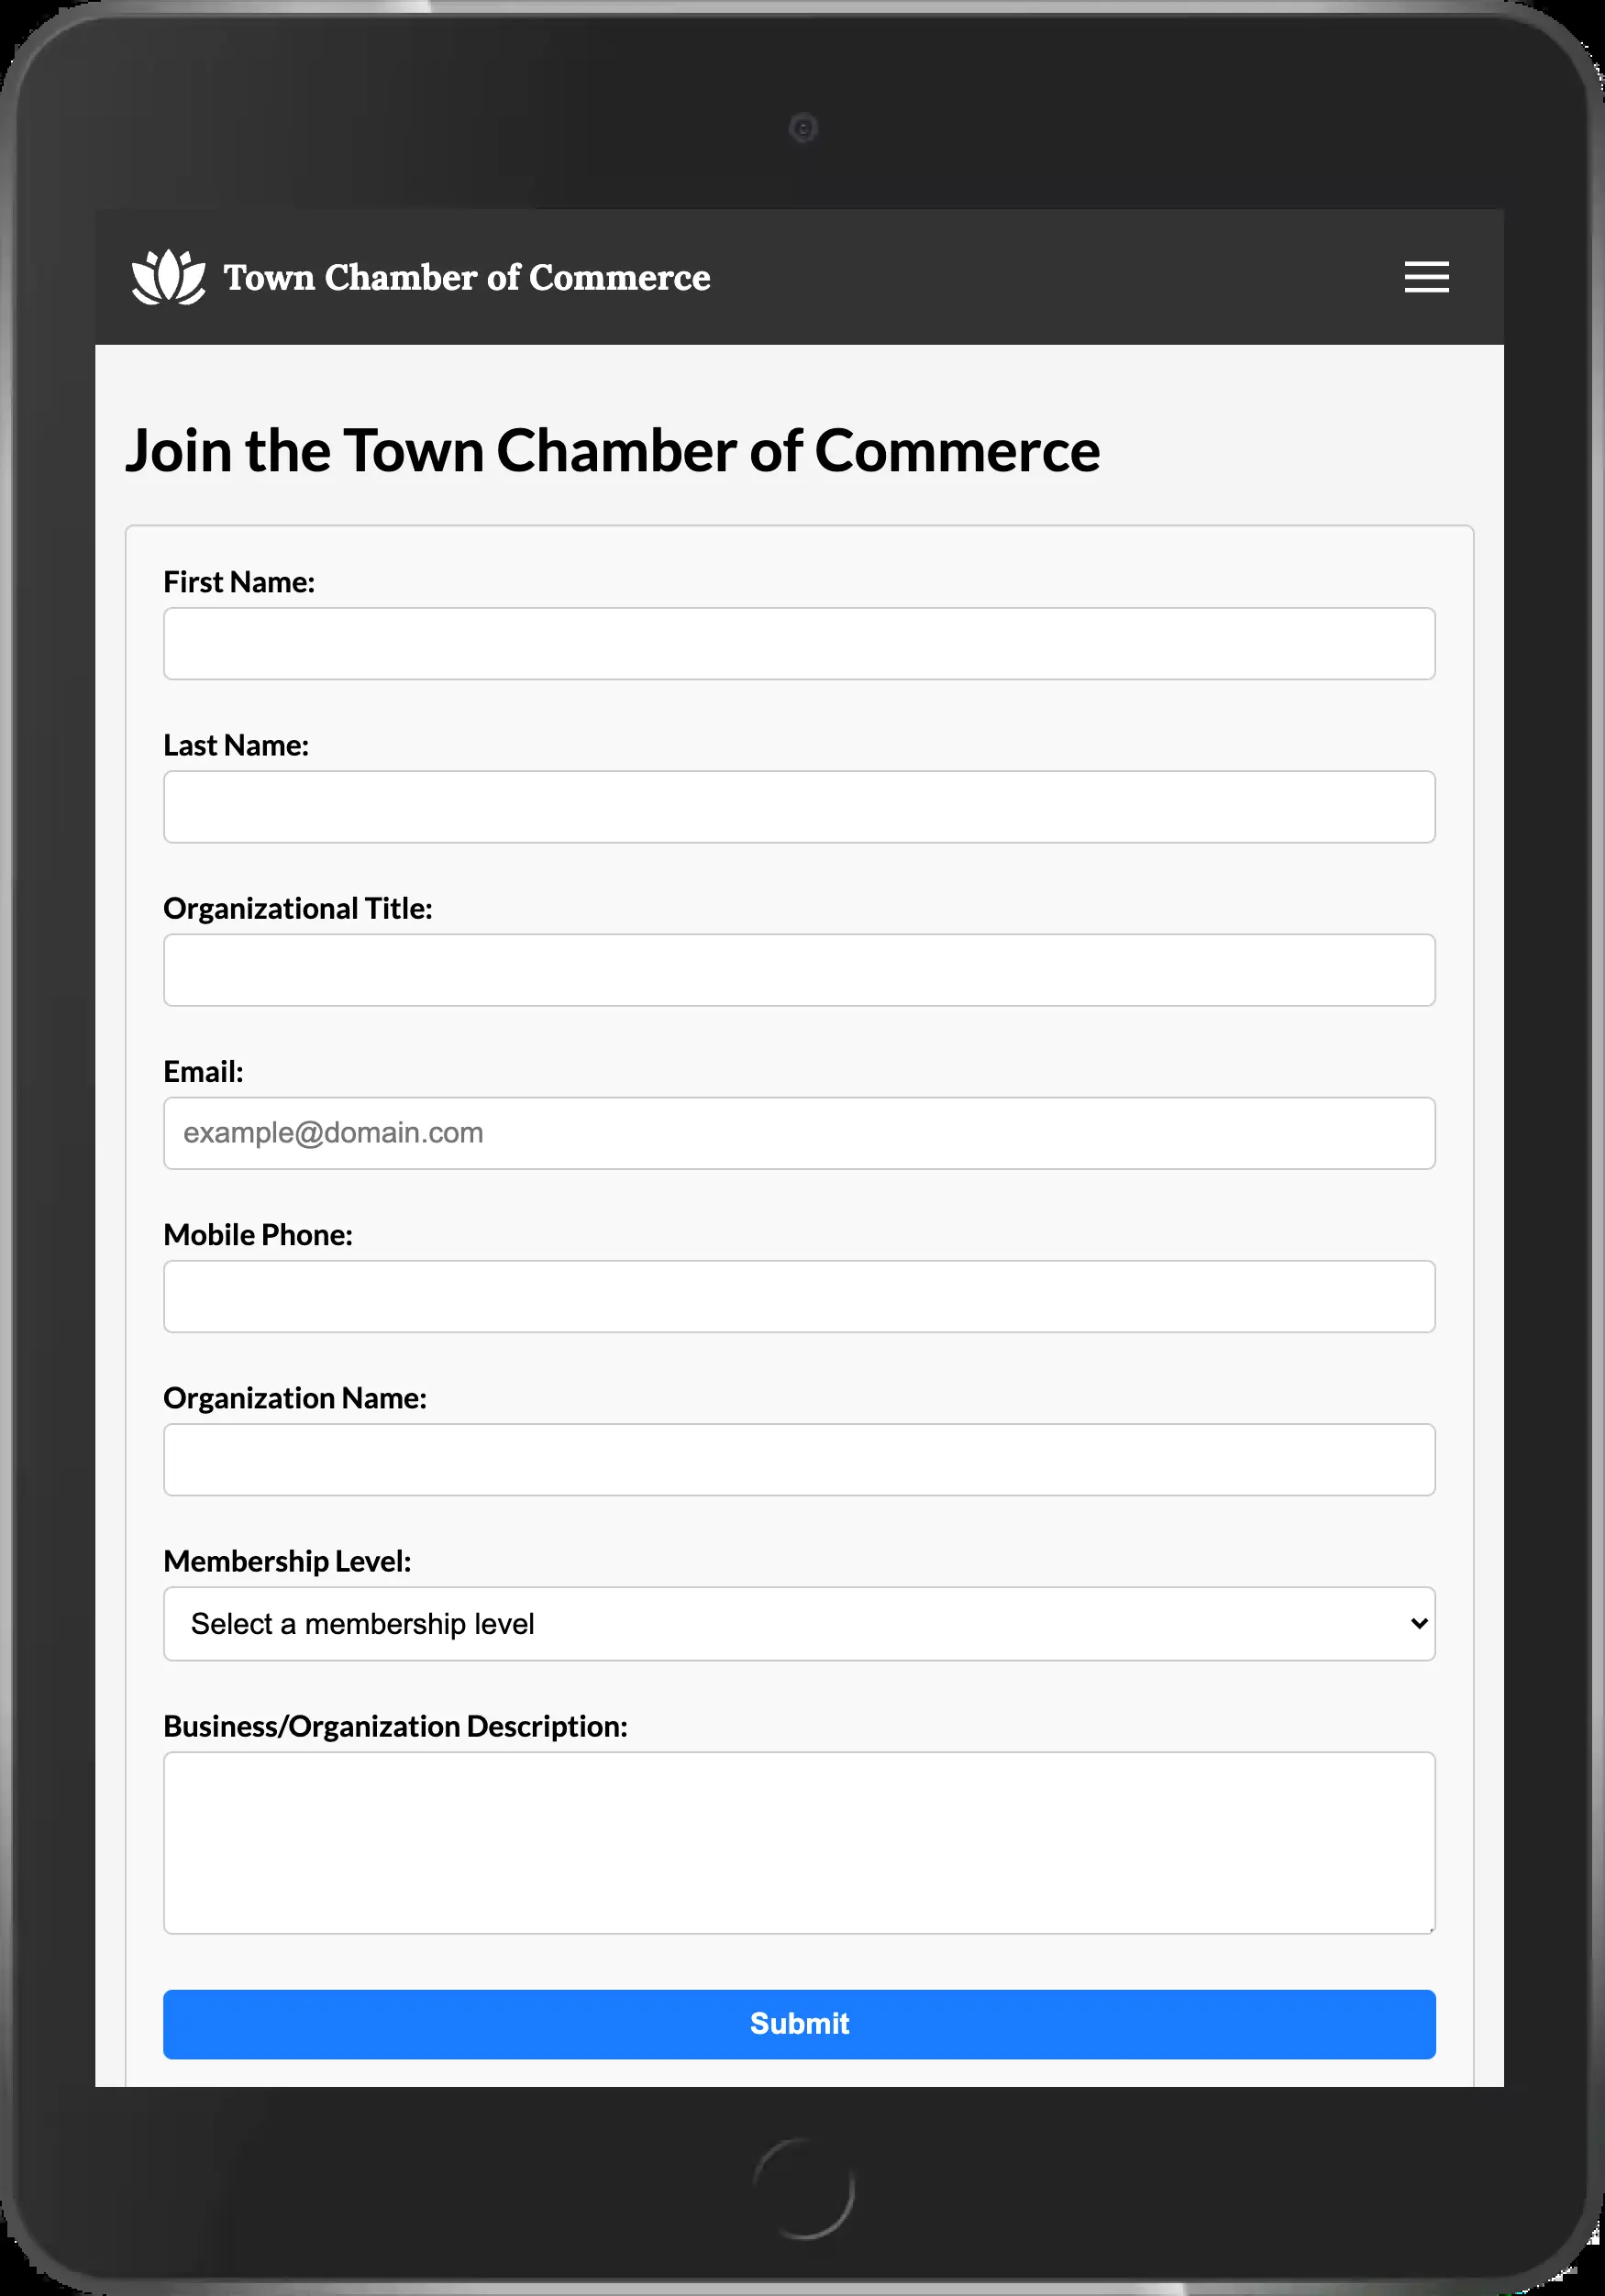 Town Chamber of Commerce
Join the Town Chamber of Commerce
First Name:
Last Name:
Organizational Title:
Email:
example@domain.com
Mobile Phone:
Organization Name:
Membership Level:
Select a membership level
Business/Organization Description:
Submit